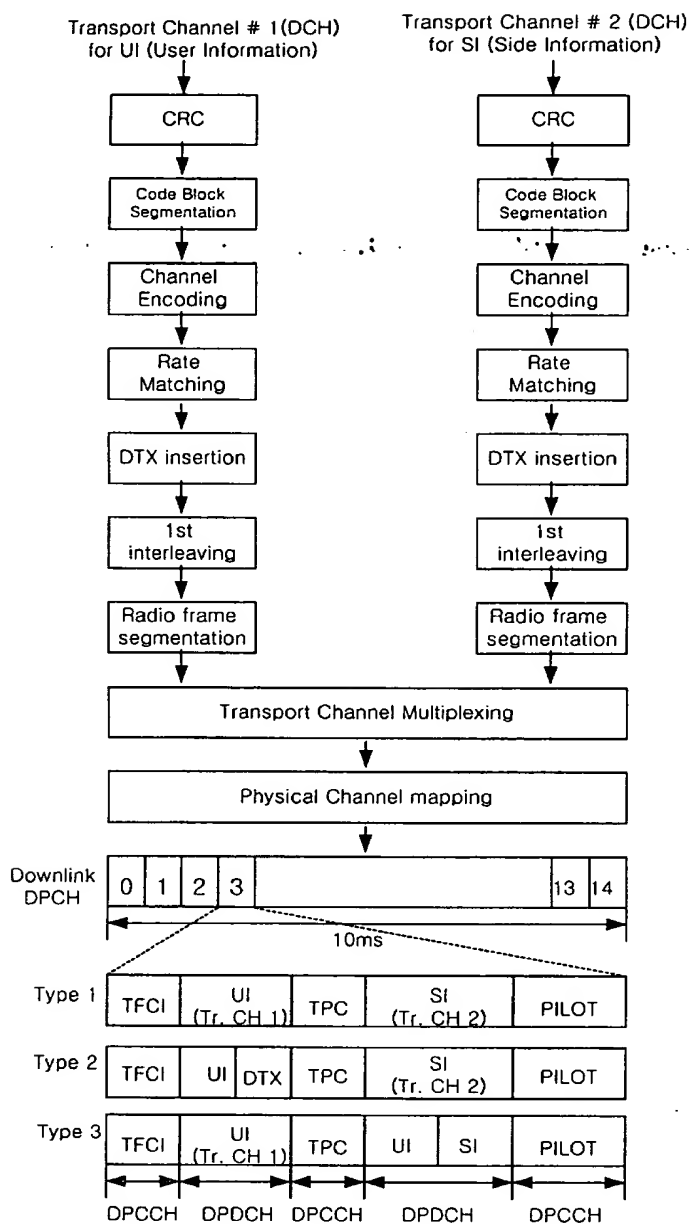 Transport Channel # 1(DCH)
for UI (User Information)
Transport Channel # 2 (DCH)
for SI (Side Information)
CRC
CRC
Code Block
Segmentation
Code Block
Segmentation
Channel
Encoding
Channel
Encoding
Rate
Matching
Rate
Matching
DTX insertion
DTX insertion
1st
interleaving
1st
interleaving
Radio frame
segmentation
Radio frame
segmentation
Transport Channel Multiplexing
Physical Channel mapping
Downlink
DPCH
0 1 2 3 13 14
10ms
Type 1
TFCI
UI
(Tr. CH 1)
TPC
SI
(Tr. CH 2)
PILOT
Type 2
TFCI
UI
DTX
TPC
SI
(Tr. CH 2)
PILOT
Type 3
TFCI
UI
(Tr. CH 1)
TPC
UI
SI
PILOT
DPCCH DPDCH DPCCH DPDCH DPCCH